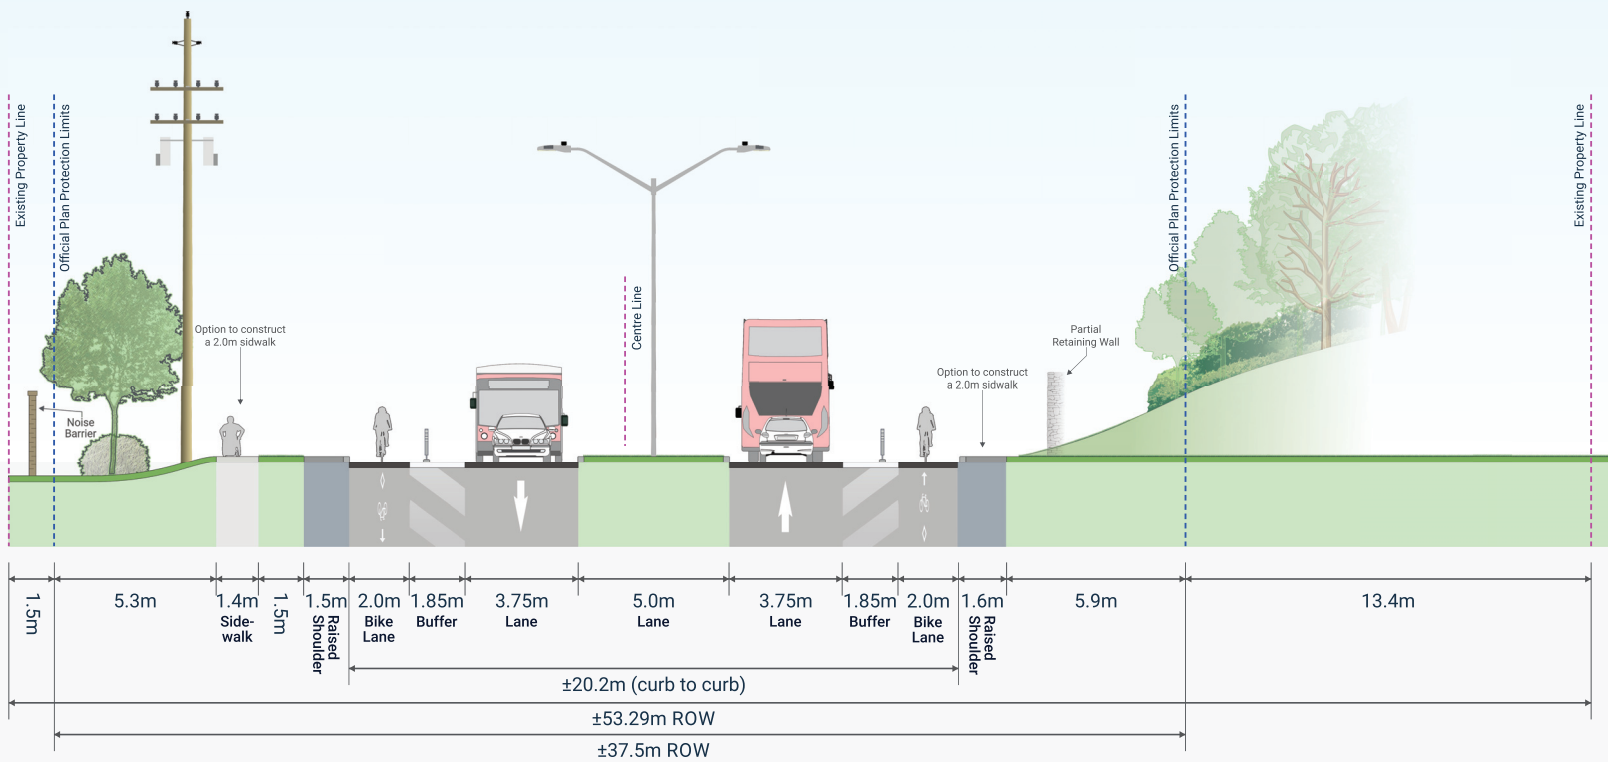 Existing Property Line
Official Plan Protection Limits
Centre Line
Official Plan Protection Limits
Existing Property Line
Option to construct
a 2.0m sidwalk
Noise
Barrier
Option to construct
a 2.0m sidwalk
Partial
Retaining Wall
1.5m
5.3m
1.4m
Side-
walk
1.5m
1.5m
Raised
Shoulder
2.0m
Bike
Lane
1.85m
Buffer
3.75m
Lane
5.0m
Lane
3.75m
Lane
1.85m
Buffer
2.0m
Bike
Lane
1.6m
Raised
Shoulder
5.9m
13.4m
±20.2m (curb to curb)
±53.29m ROW
±37.5m ROW